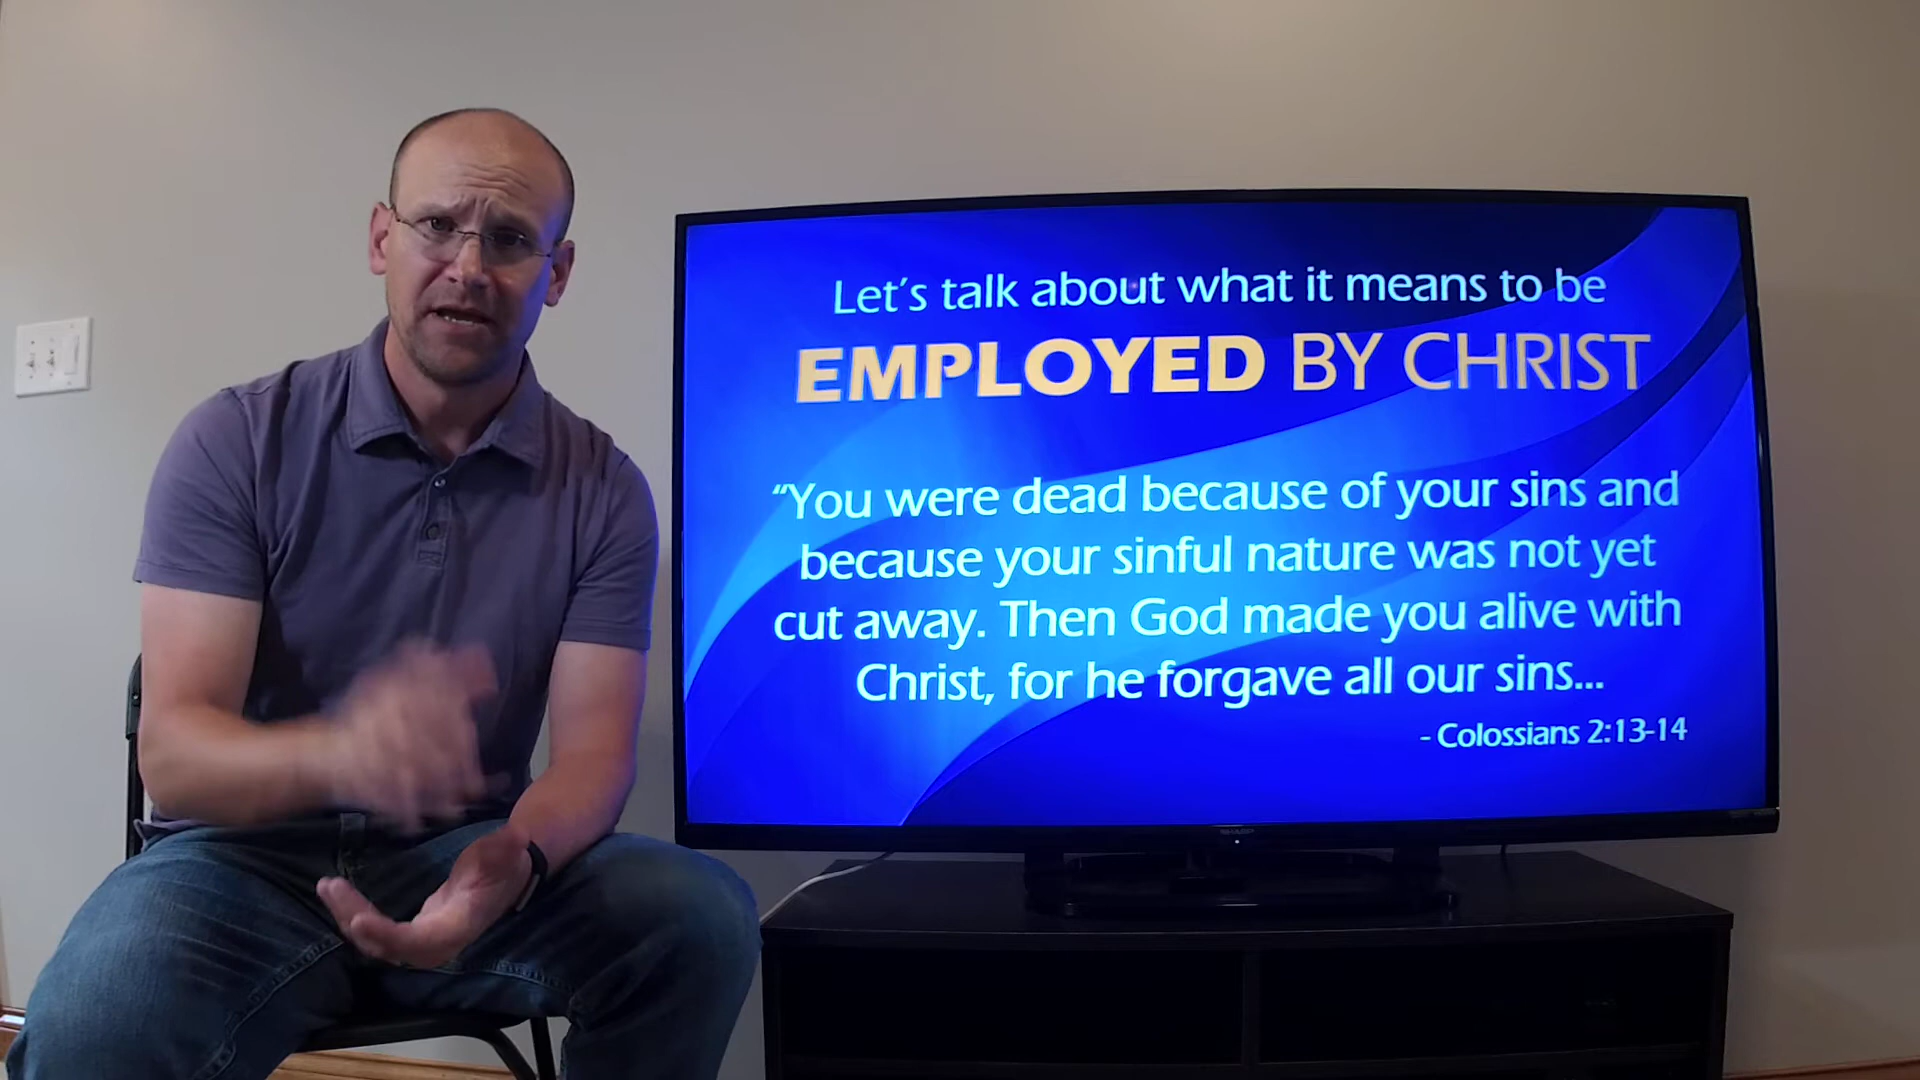 Let's talk about what it means to be
EMPLOYED BY CHRIST
“You were dead because of your sins and
because your sinful nature was not yet
cut away. Then God made you alive with
Christ, for he forgave all our sins...
- Colossians 2:13-14
SHARP